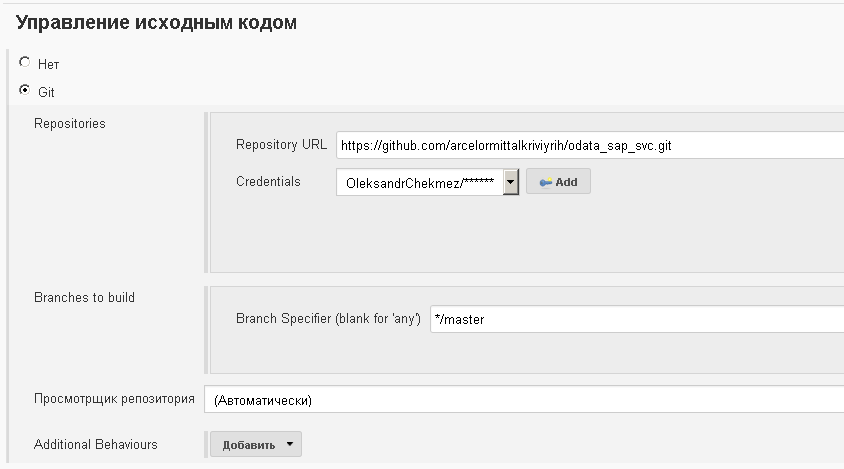 Управление исходным кодом
Нет
Git
Repositories
Repository URL https://github.com/arcelormittalkriviyrih/odata_sap_svc.git
Credentials OleksandrChekmez/****** Add
Branches to build
Branch Specifier (blank for 'any') */master
Просмотрщик репозитория (Автоматически)
Additional Behaviours Добавить